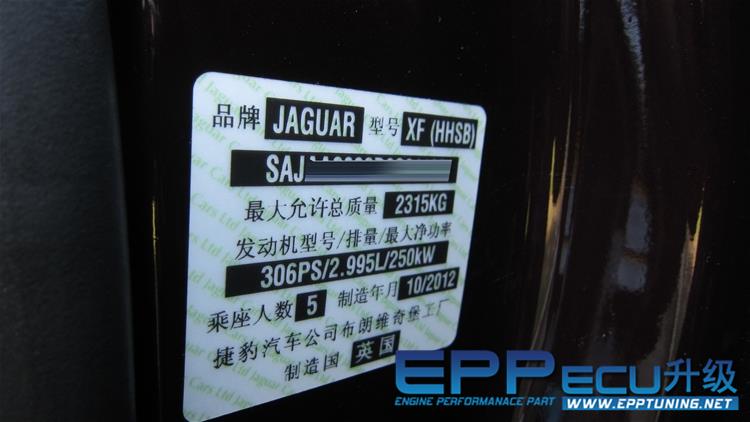 品牌 JAGUAR 型号 XF (HHSB)
SAJ
最大允许总质量 2315KG
发动机型号/排量/最大净功率
306PS/2.995L/250kW
乘座人数 5 制造年月 10/2012
捷豹汽车公司布朗维奇堡工厂
制造国 英国
EPP ECU升级
ENGINE PERFORMANACE PART
WWW.EPPTUNING.NET